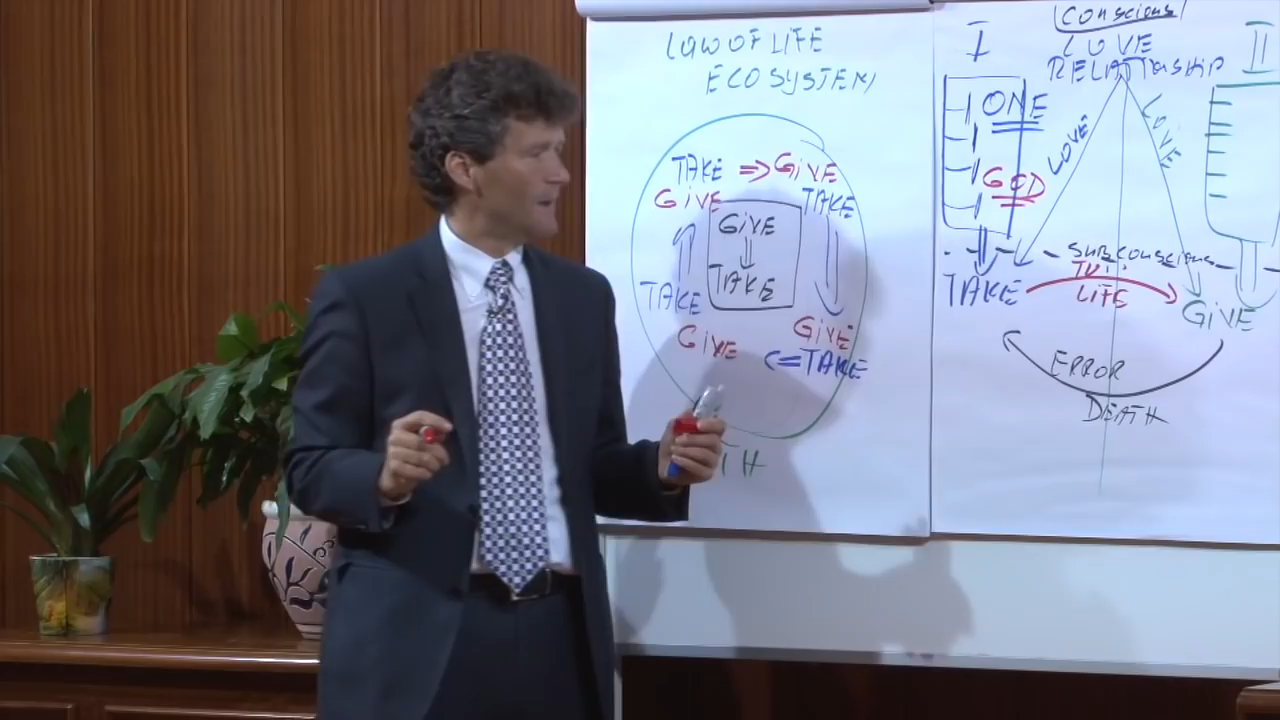 LAW OF LIFE
ECOSYSTEM
TAKE ⇒ GIVE
GIVE TAKE
GIVE
TAKE
TAKE GIVE
GIVE <= TAKE
I CONSCIOUS II
LOVE
RELATIONSHIP
ONE
LOVE LOVE
GOD
SUBCONSCIOUS
TAKE LIFE GIVE
ERROR
DEATH